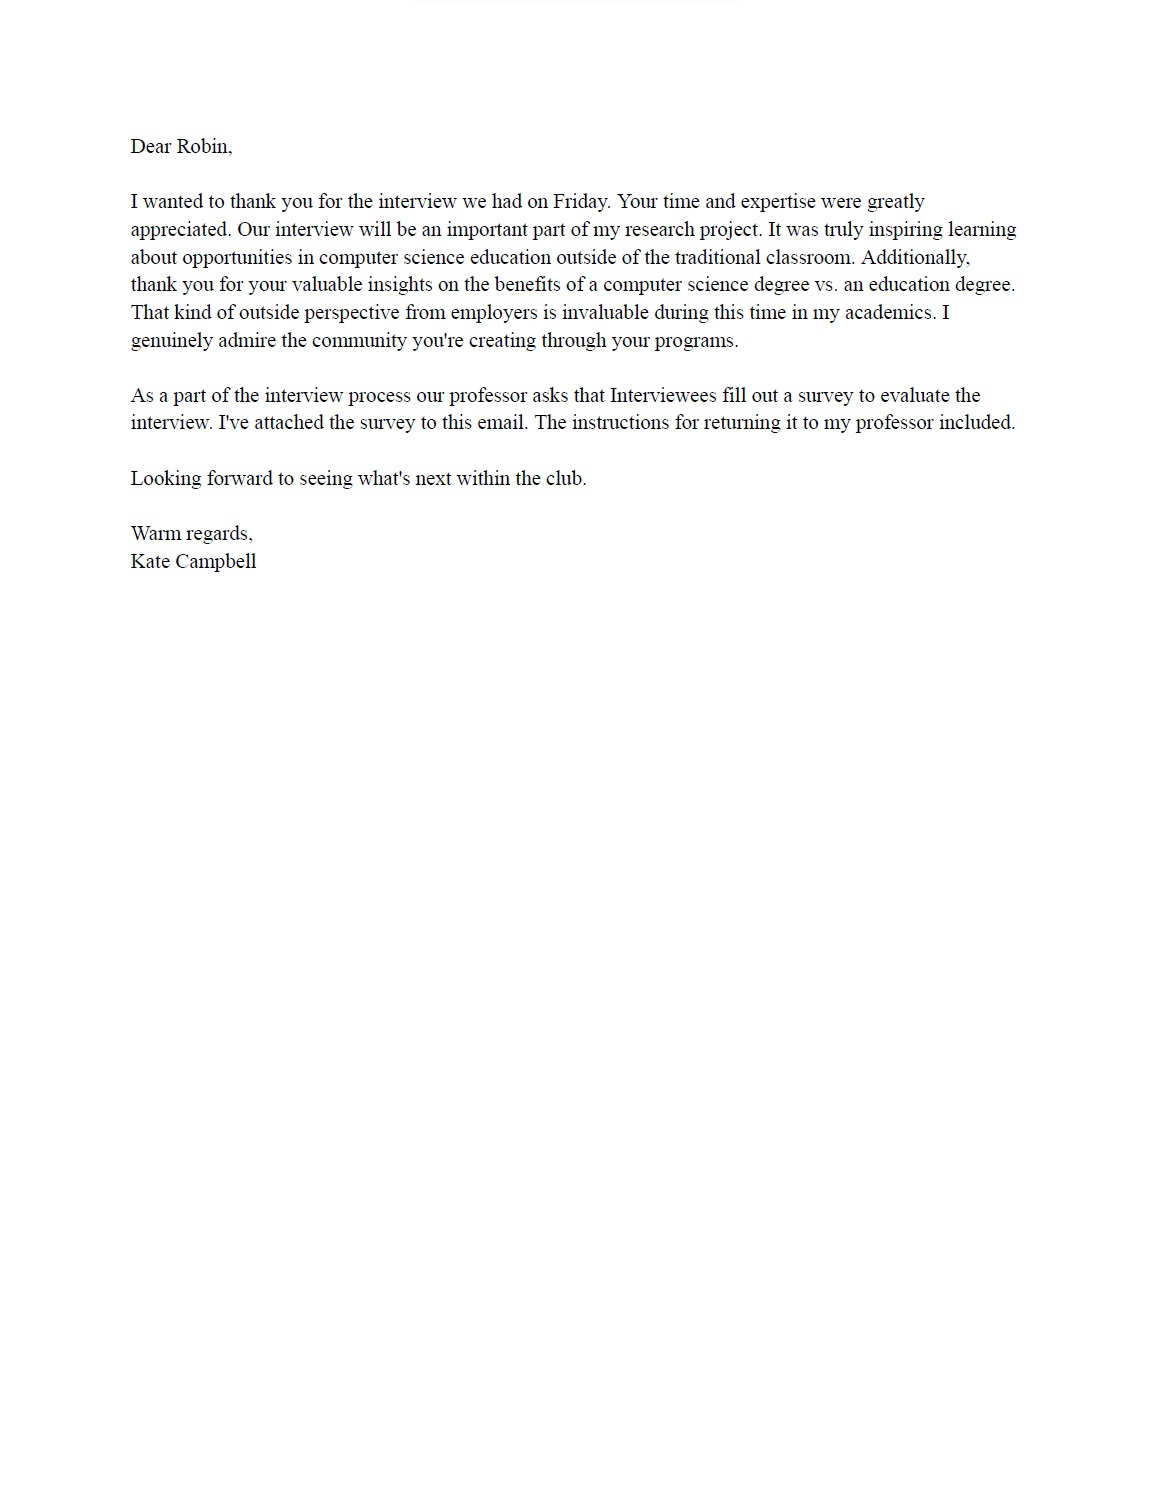 Dear Robin,
I wanted to thank you for the interview we had on Friday. Your time and expertise were greatly
appreciated. Our interview will be an important part of my research project. It was truly inspiring learning
about opportunities in computer science education outside of the traditional classroom. Additionally,
thank you for your valuable insights on the benefits of a computer science degree vs. an education degree.
That kind of outside perspective from employers is invaluable during this time in my academics. I
genuinely admire the community you're creating through your programs.
As a part of the interview process our professor asks that Interviewees fill out a survey to evaluate the
interview. I've attached the survey to this email. The instructions for returning it to my professor included.
Looking forward to seeing what's next within the club.
Warm regards,
Kate Campbell